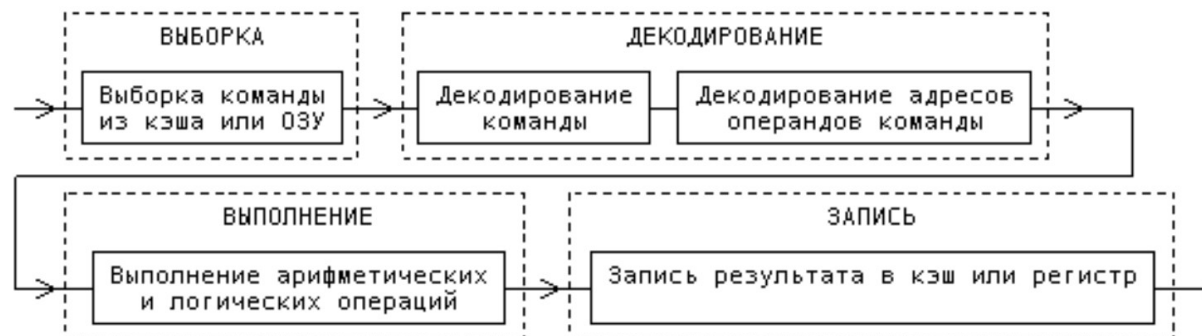 ВЫБОРКА
Выборка команды
из кэша или ОЗУ
ДЕКОДИРОВАНИЕ
Декодирование
команды
Декодирование адресов
операндов команды
ВЫПОЛНЕНИЕ
Выполнение арифметических
и логических операций
ЗАПИСЬ
Запись результата в кэш или регистр